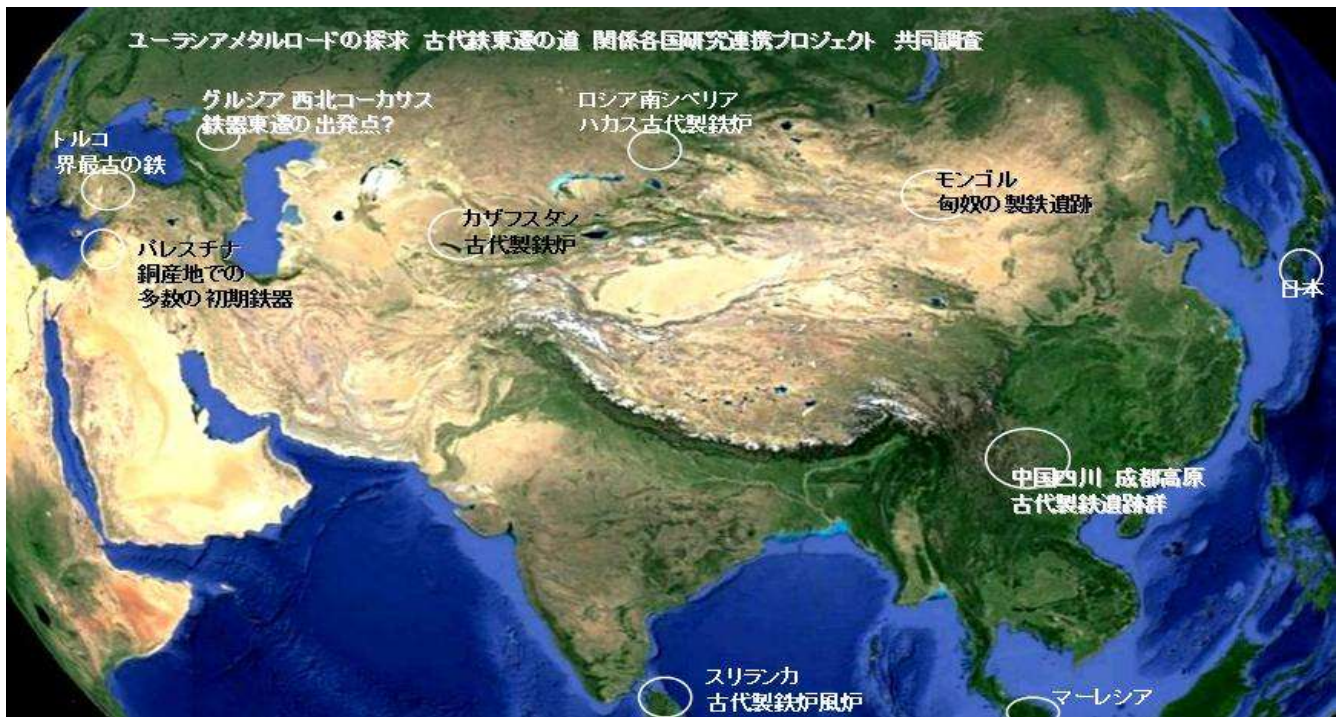 ユーラシアメタルロードの探求 古代鉄東遷の道 関係各国研究連携プロジェクト 共同調査
グルジア 西北コーカサス
鉄器東遷の出発点?
ロシア南シベリア
ハカス古代製鉄炉
トルコ
界最古の鉄
モンゴル
匈奴の製鉄遺跡
カザフスタン
古代製鉄炉
パレスチナ
銅産地での
多数の初期鉄器
日本
中国四川 成都高原
古代製鉄遺跡群
スリランカ
古代製鉄炉風炉
マーレシア